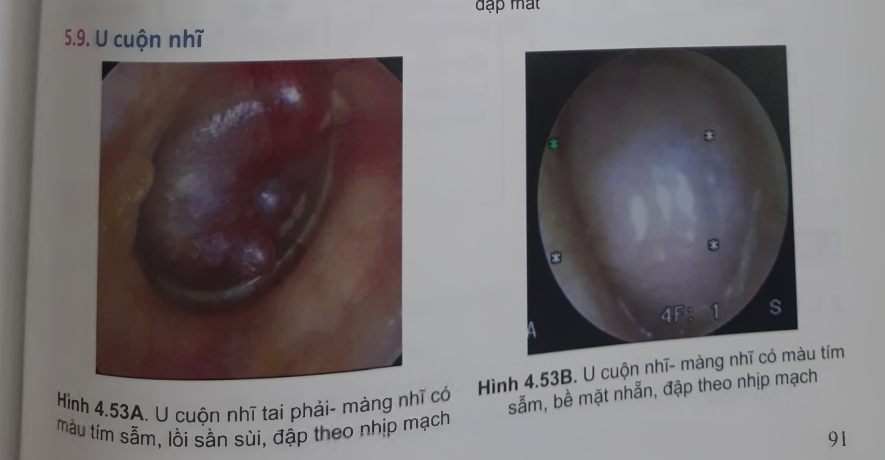 đạp mất
5.9. U cuộn nhĩ
4F: 1 S
A
Hình 4.53A. U cuộn nhĩ tai phải- màng nhĩ có
màu tím sẫm, lồi sần sùi, đập theo nhịp mạch
Hình 4.53B. U cuộn nhĩ- màng nhĩ có màu tím
sẫm, bề mặt nhẵn, đập theo nhịp mạch
91